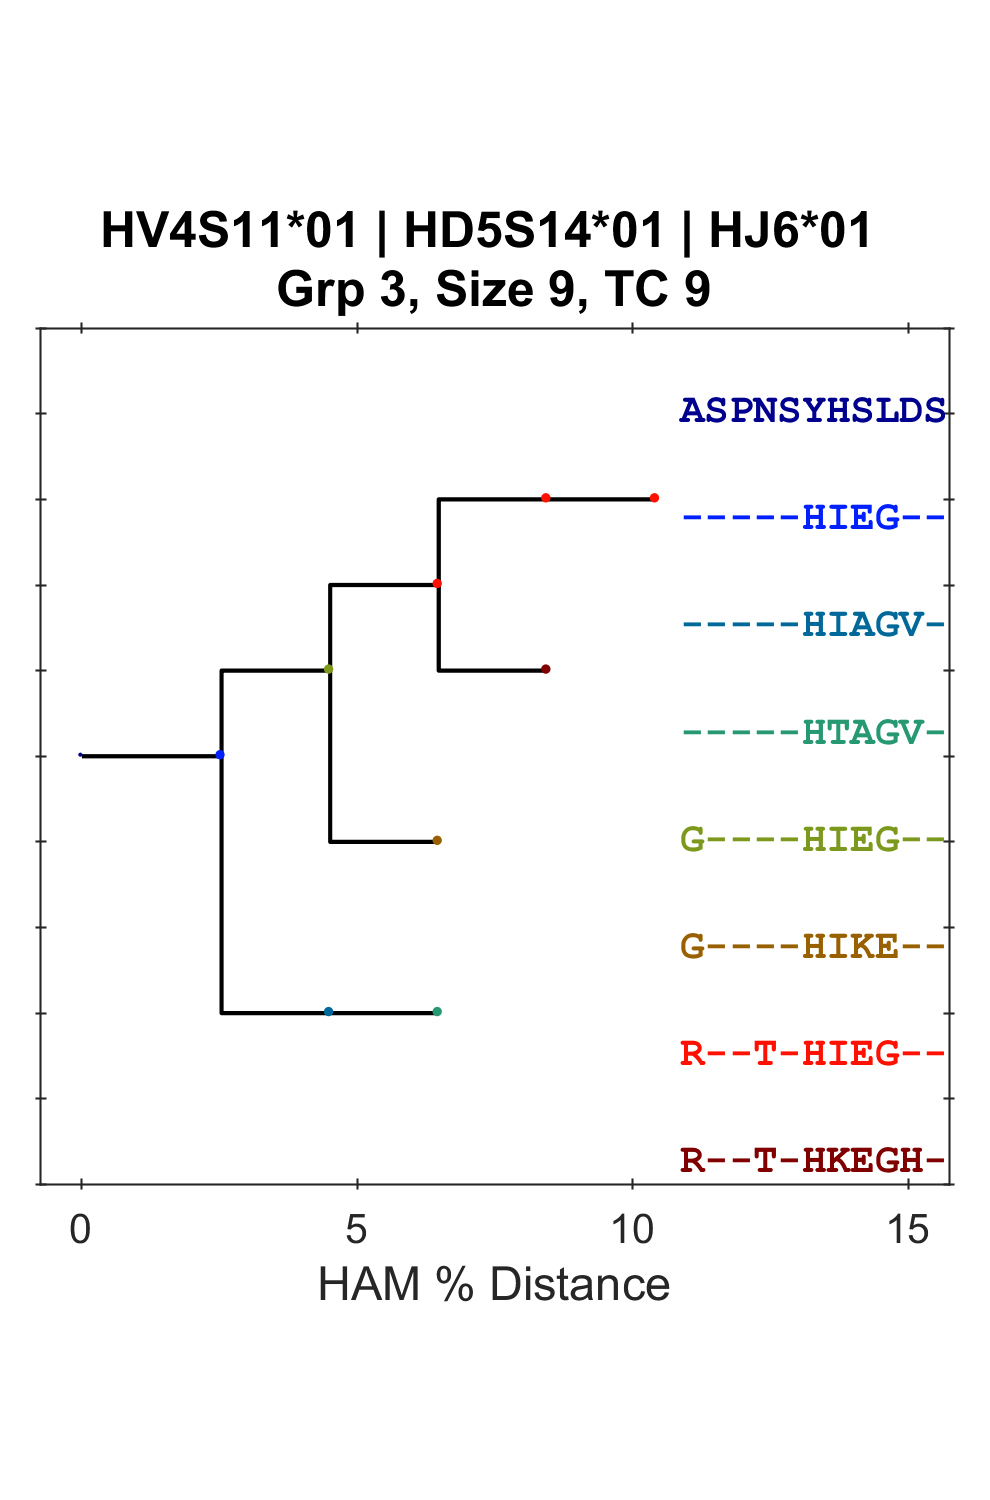 HV4S11*01 | HD5S14*01 | HJ6*01
Grp 3, Size 9, TC 9
ASPNSYHSLDS
-----HIEG--
-----HIAGV-
-----HTAGV-
G----HIEG--
G----HIKE--
R--T-HIEG--
R--T-HKEGH-
0 5 10 15
HAM % Distance